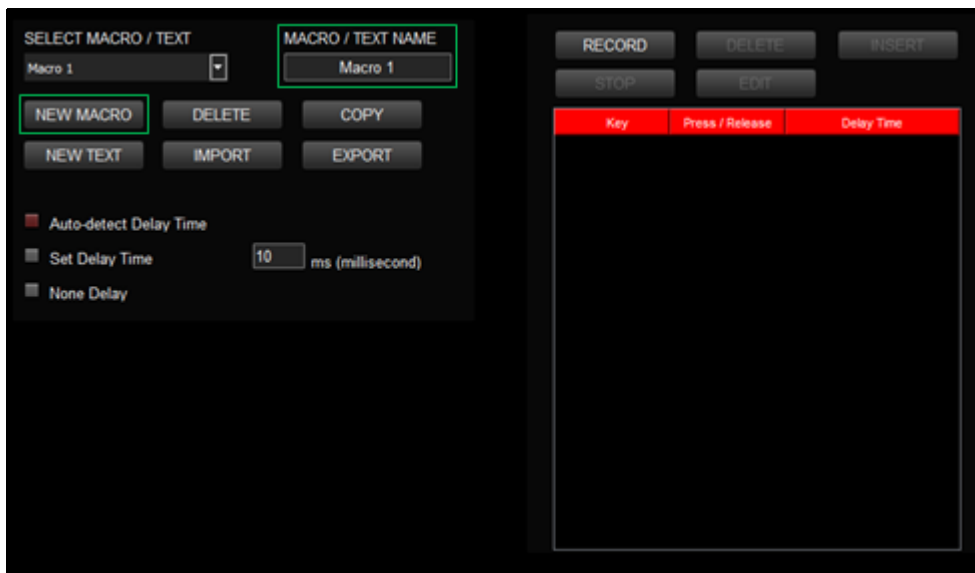 SELECT MACRO / TEXT
MACRO / TEXT NAME
Macro 1
Macro 1
NEW MACRO
DELETE
COPY
NEW TEXT
IMPORT
EXPORT
Auto-detect Delay Time
Set Delay Time
10
ms (millisecond)
None Delay
RECORD
DELETE
INSERT
STOP
EDIT
Key
Press / Release
Delay Time